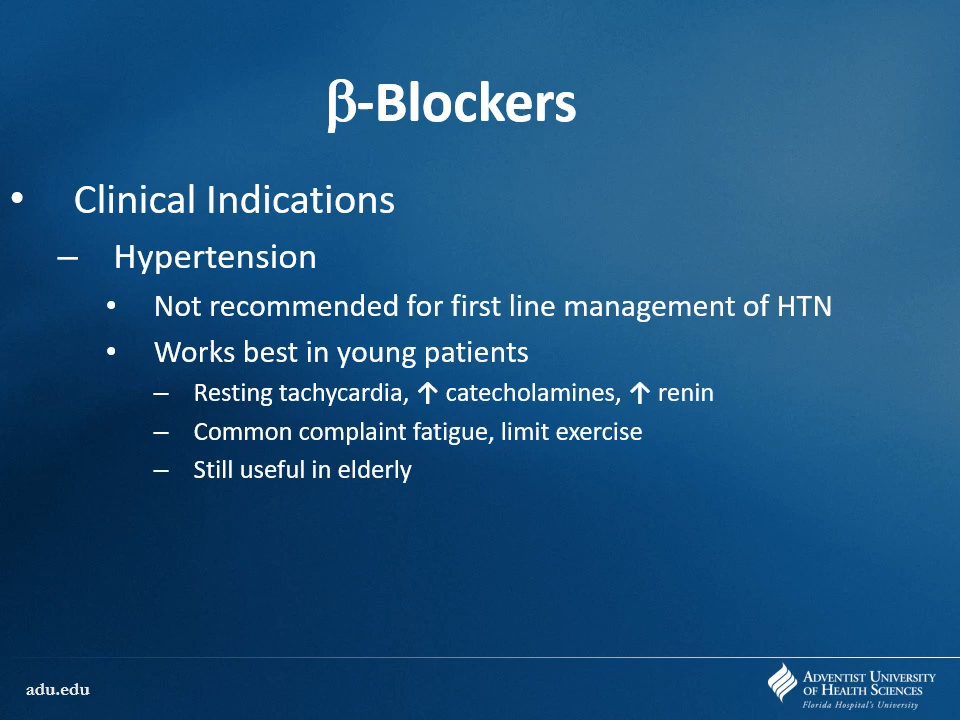 β-Blockers
• Clinical Indications
– Hypertension
• Not recommended for first line management of HTN
• Works best in young patients
– Resting tachycardia, ↑ catecholamines, ↑ renin
– Common complaint fatigue, limit exercise
– Still useful in elderly
adu.edu
ADVENTIST UNIVERSITY
OF HEALTH SCIENCES
Florida Hospital's University